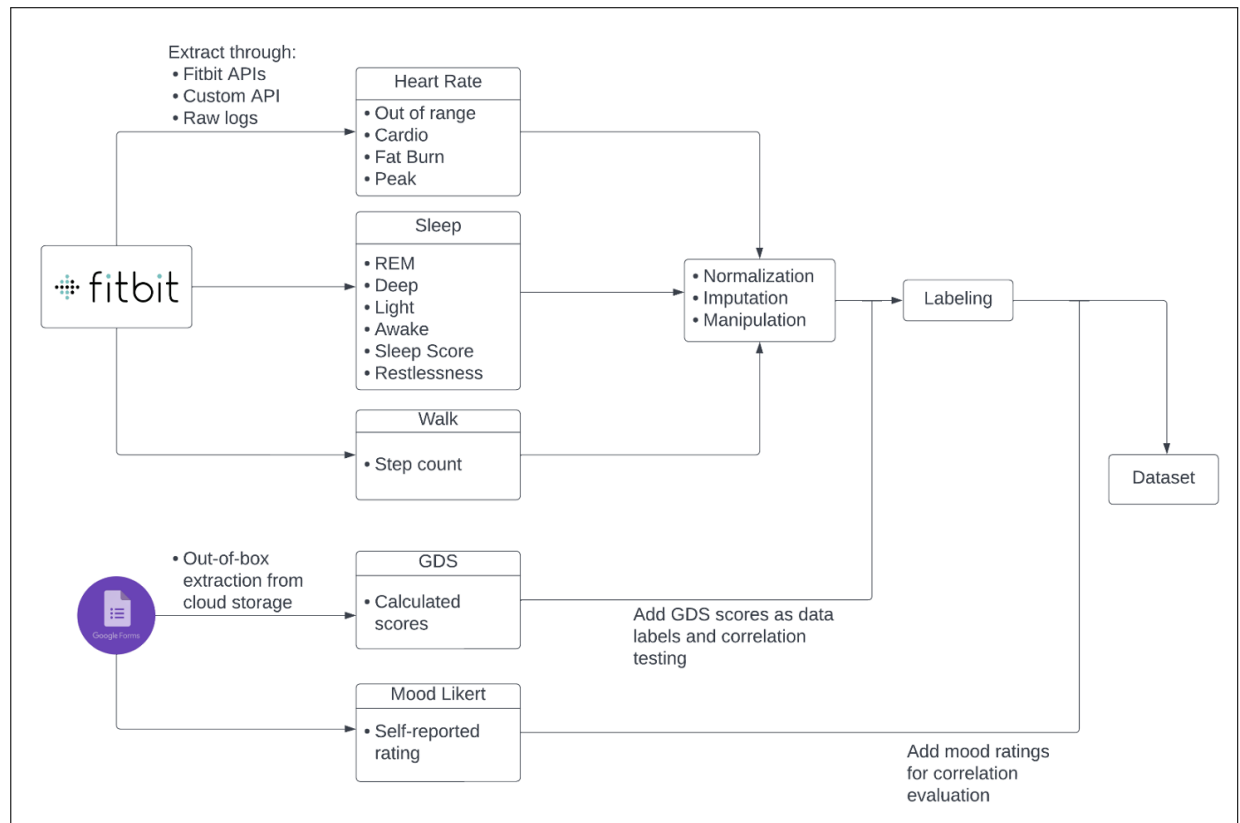 Extract through:
• Fitbit APIs
• Custom API
• Raw logs
Heart Rate
• Out of range
• Cardio
• Fat Burn
• Peak
Sleep
• REM
• Deep
• Light
• Awake
• Sleep Score
• Restlessness
fitbit
• Normalization
• Imputation
• Manipulation
Labeling
Walk
• Step count
Dataset
• Out-of-box
extraction from
cloud storage
GDS
• Calculated
scores
Google Forms
Add GDS scores as data
labels and correlation
testing
Mood Likert
• Self-reported
rating
Add mood ratings
for correlation
evaluation